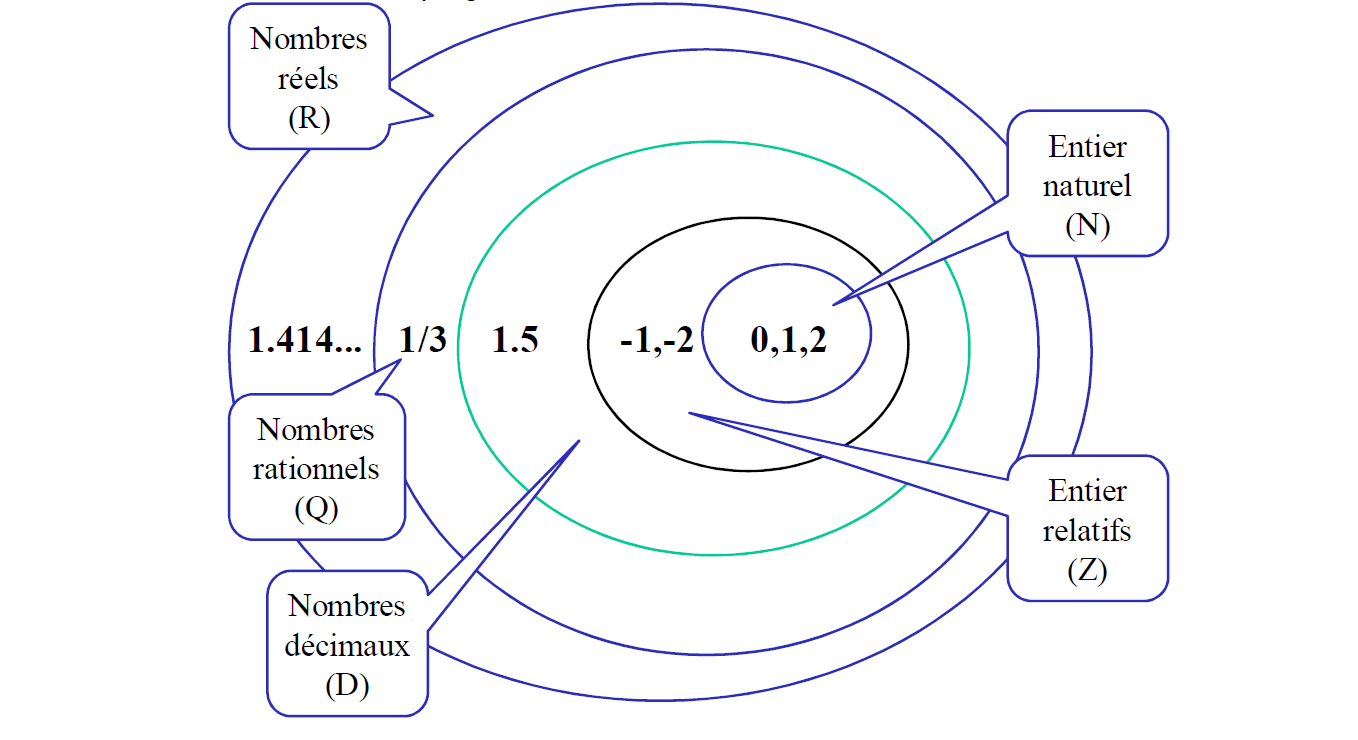 Nombres
réels
(R)
Entier
naturel
(N)
1.414... 1/3 1.5 -1,-2 0,1,2
Nombres
rationnels
(Q)
Entier
relatifs
(Z)
Nombres
décimaux
(D)